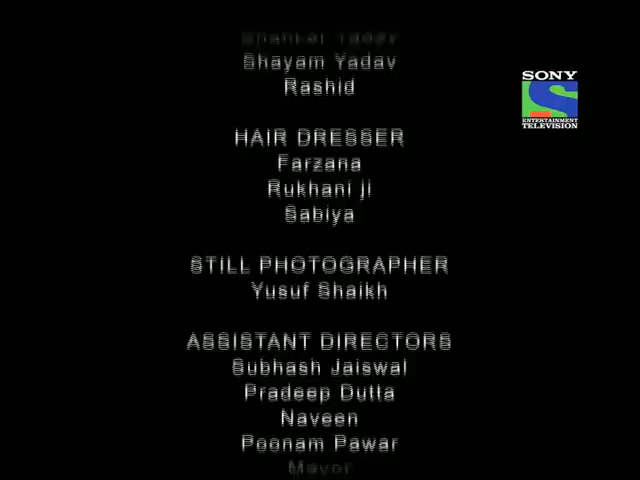 Shayam Yadav
Rashid
SONY
ENTERTAINMENT
TELEVISION
HAIR DRESSER
Farzana
Rukhani ji
Sabiya
STILL PHOTOGRAPHER
Yusuf Shaikh
ASSISTANT DIRECTORS
Subhash Jaiswal
Pradeep Dutta
Naveen
Poonam Pawar